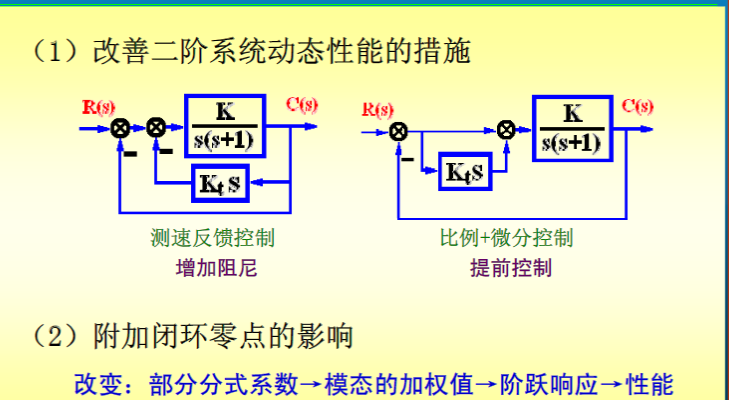 （1）改善二阶系统动态性能的措施
R(s) K s(s+1) C(s)
K_t s
R(s) K s(s+1) C(s)
K_t s
测速反馈控制 比例+微分控制
增加阻尼 提前控制
（2）附加闭环零点的影响
改变：部分分式系数→模态的加权值→阶跃响应→性能